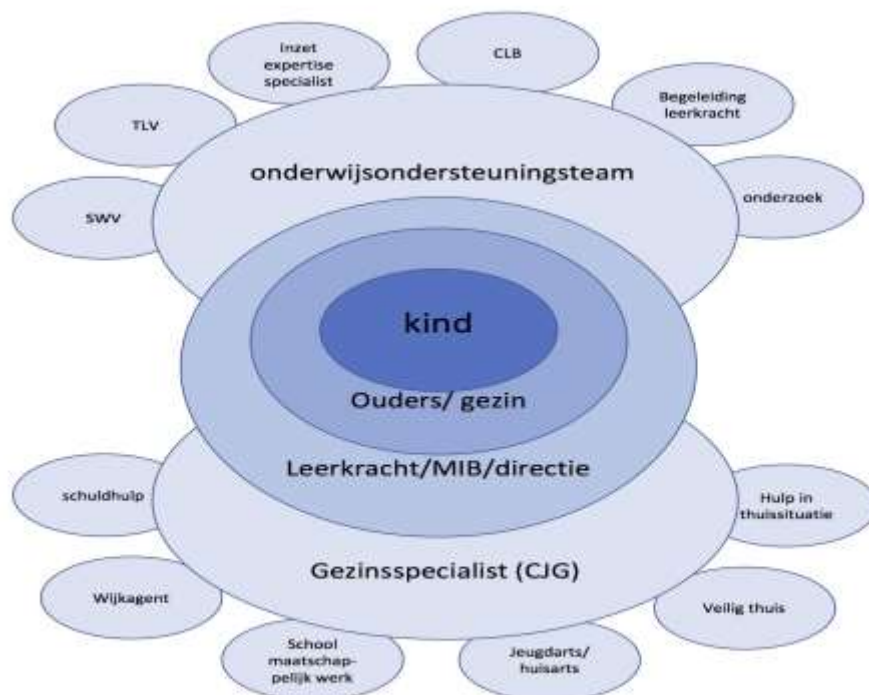 Inzet
expertise
specialist
CLB
TLV
Begeleiding
leerkracht
onderwijsondersteuningsteam
SWV
onderzoek
kind
Ouders/ gezin
Leerkracht/MIB/directie
schuldhulp
Hulp in
thuissituatie
Gezinsspecialist (CJG)
Wijkagent
Veilig thuis
School
maatschap-
pelijk werk
Jeugdarts/
huisarts